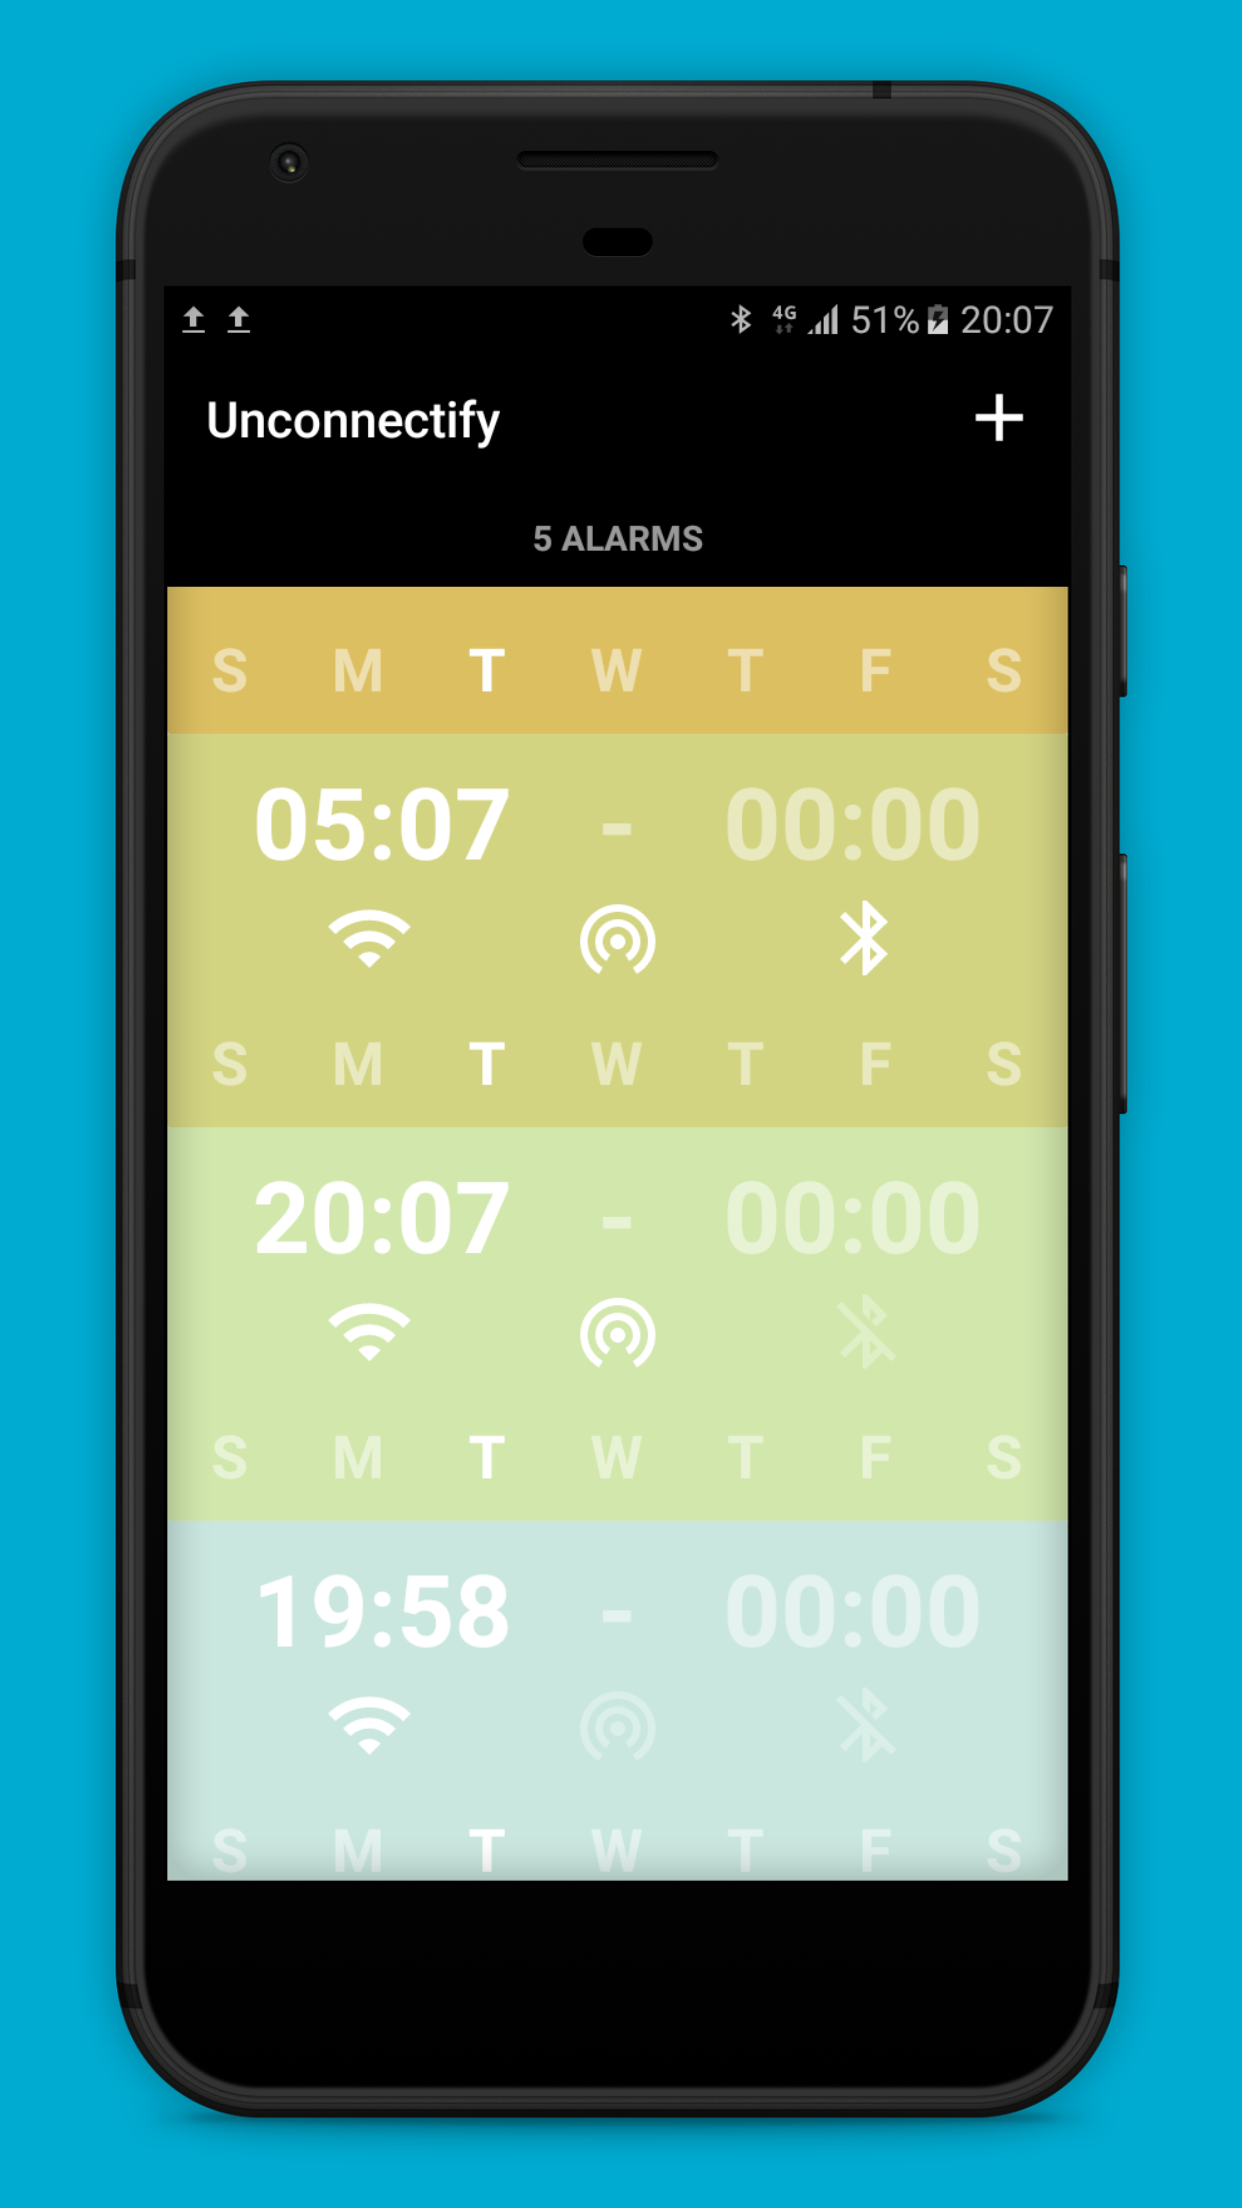 4G 51% 20:07
Unconnectify
5 ALARMS
S M T W T F S
05:07 - 00:00
S M T W T F S
20:07 - 00:00
S M T W T F S
19:58 - 00:00
S M T W T F S